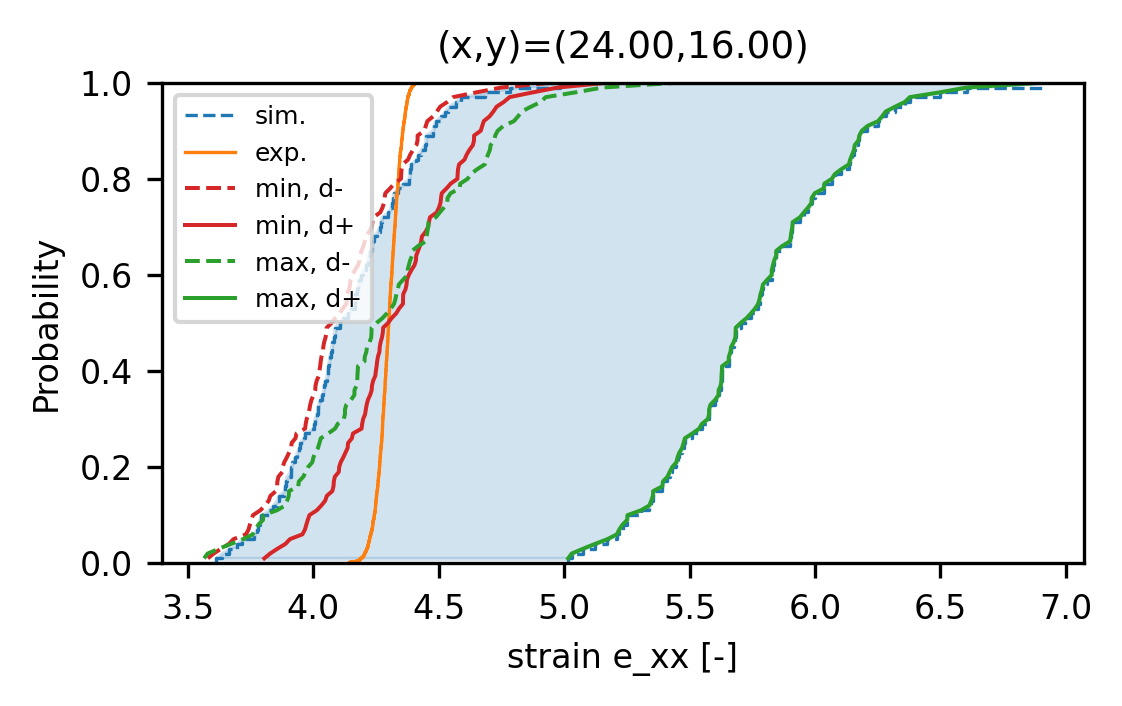 (x,y)=(24.00,16.00)
1.0
0.8
0.6
0.4
0.2
0.0
Probability
sim.
exp.
min, d-
min, d+
max, d-
max, d+
3.5 4.0 4.5 5.0 5.5 6.0 6.5 7.0
strain e_xx [-]